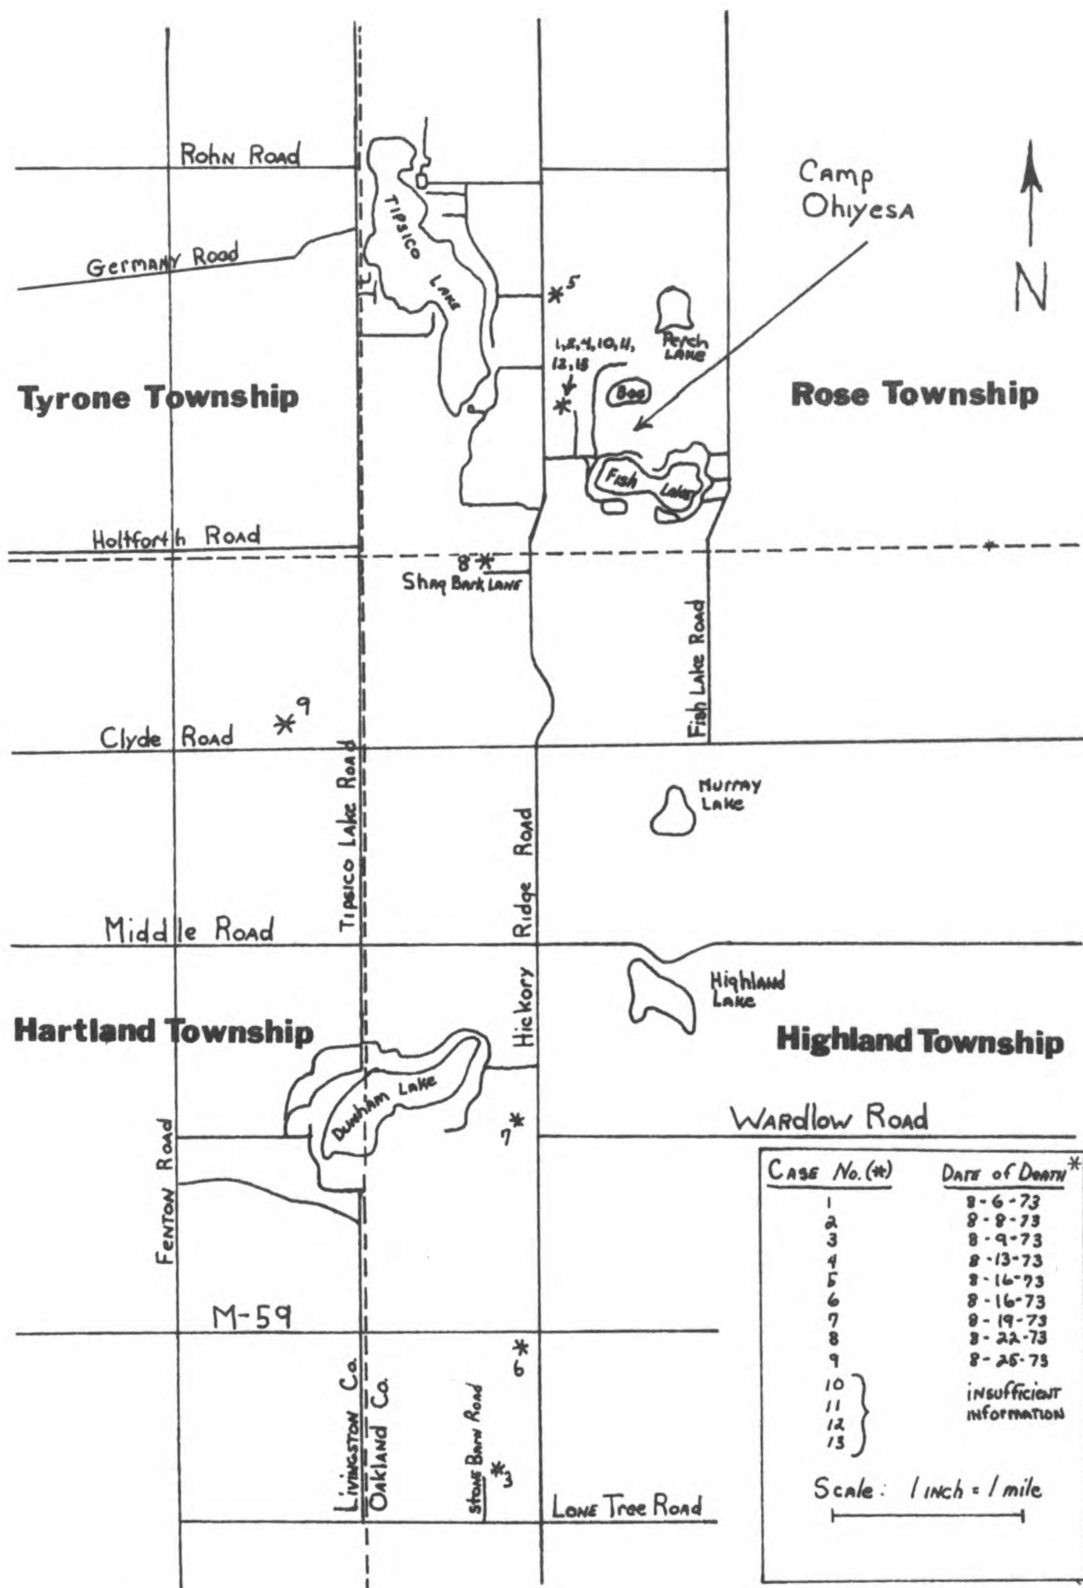 Rohn Road
Germany Road
TIPSICO LAKE
Camp
Ohiyesa
N
*5
1,2,4,10,11,
12,13
*
Perch
Lake
Bog
Tyrone Township
Rose Township
Fish Lake
Holtforth Road
8*
Shag Bark Lane
*
Fish Lake Road
*9
Clyde Road
Tipsico Lake Road
Hickory Ridge Road
Murray
Lake
Middle Road
Highland
Lake
Hartland Township
Highland Township
Dunham Lake
7*
Wardlow Road
Fenton Road
M-59
*
6
Livingston Co.
Oakland Co.
Stone Barn Road
*3
Lone Tree Road
Case No. (*) Date of Death*
1 8-6-73
2 8-8-73
3 8-9-73
4 8-13-73
5 8-16-73
6 8-16-73
7 8-19-73
8 8-22-73
9 8-25-73
10
11
12
13
insufficient
information
Scale: 1 inch = 1 mile